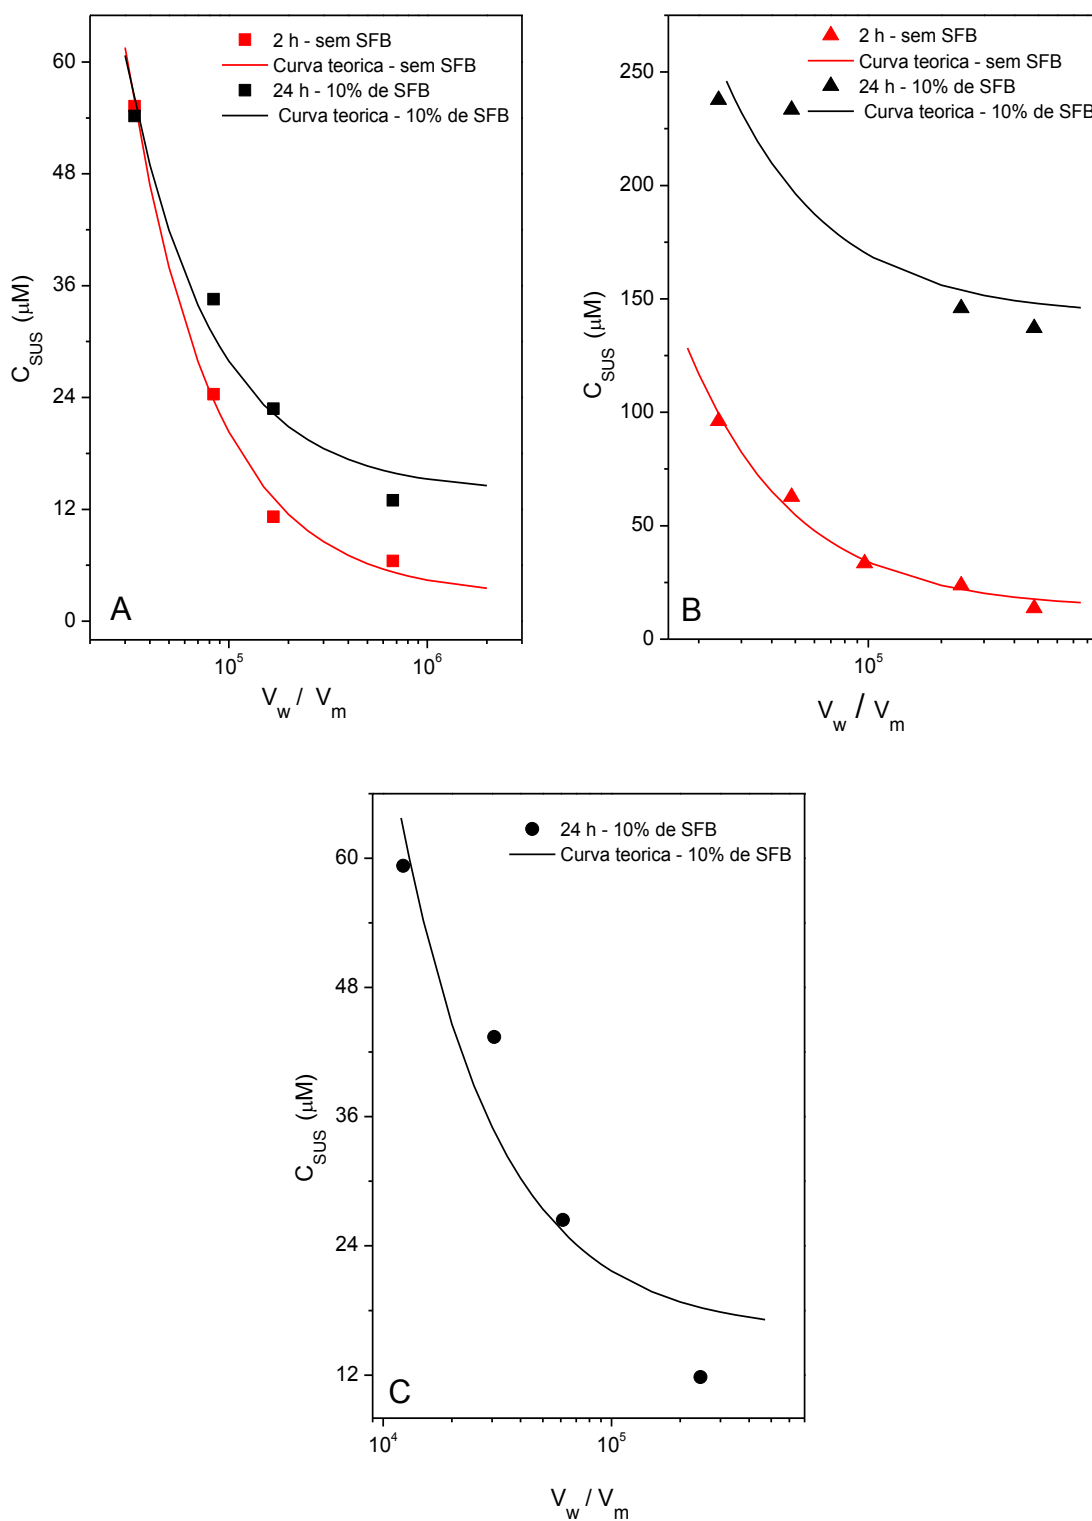 2 h - sem SFB
Curva teorica - sem SFB
24 h - 10% de SFB
Curva teorica - 10% de SFB
60
48
36
24
12
0
C_SUS (μM)
A
10^5
10^6
V_w / V_m
2 h - sem SFB
Curva teorica - sem SFB
24 h - 10% de SFB
Curva teorica - 10% de SFB
250
200
150
100
50
0
C_SUS (μM)
B
10^5
V_w / V_m
24 h - 10% de SFB
Curva teorica - 10% de SFB
60
48
36
24
12
C_SUS (μM)
C
10^4
10^5
V_w / V_m